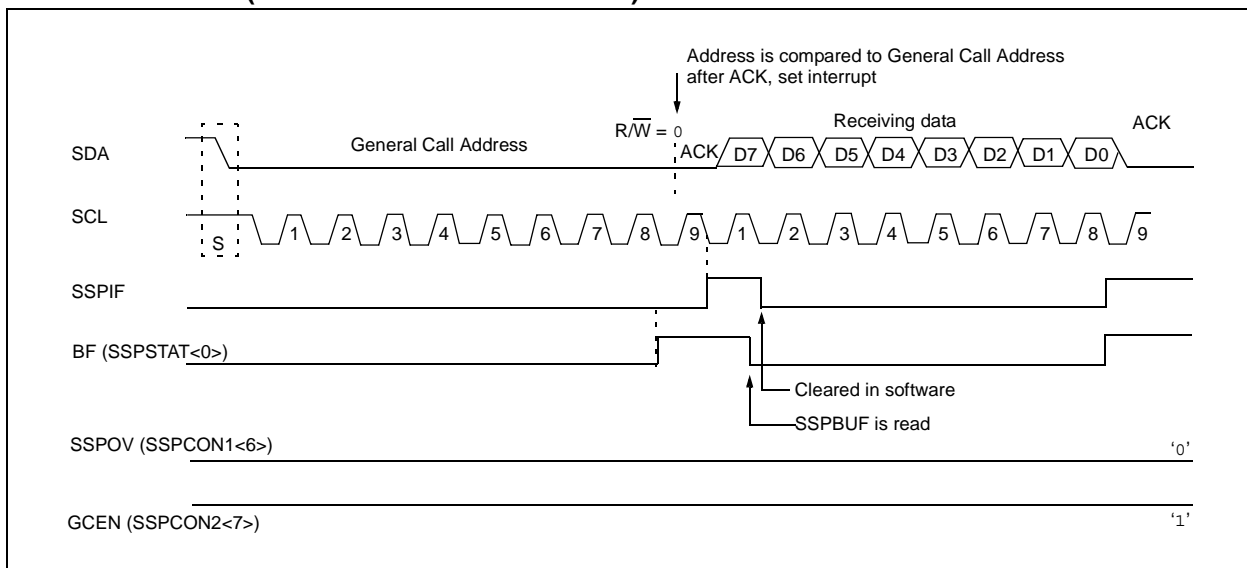 Address is compared to General Call Address
after ACK, set interrupt
R/W = 0
Receiving data
ACK
SDA
General Call Address
ACK
D7 D6 D5 D4 D3 D2 D1 D0
SCL
S
1 2 3 4 5 6 7 8 9 1 2 3 4 5 6 7 8 9
SSPIF
BF (SSPSTAT<0>)
Cleared in software
SSPBUF is read
SSPOV (SSPCON1<6>)
‘0’
GCEN (SSPCON2<7>)
‘1’